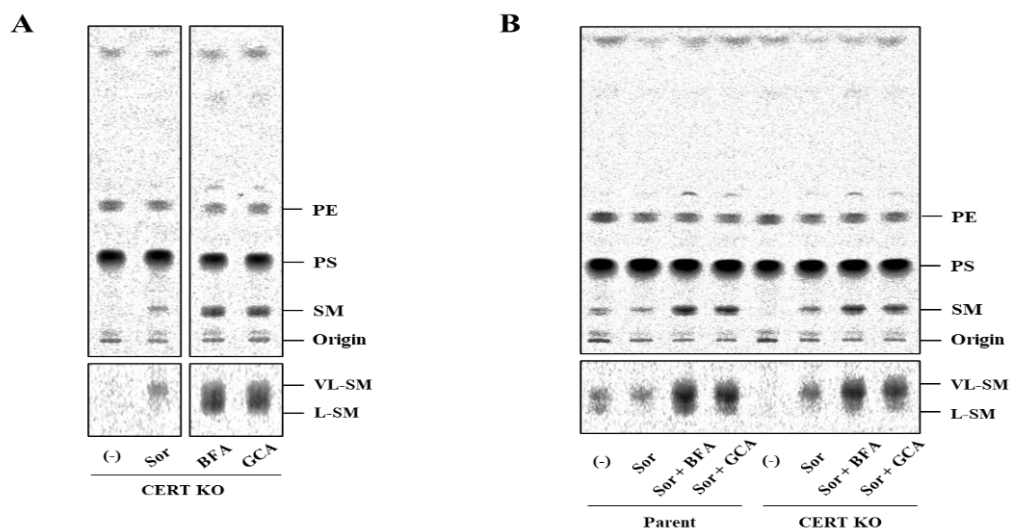 A
PE
PS
SM
Origin
VL-SM
L-SM
(-)
Sor
BFA
GCA
CERT KO
B
PE
PS
SM
Origin
VL-SM
L-SM
(-)
Sor
Sor + BFA
Sor + GCA
(-)
Sor
Sor + BFA
Sor + GCA
Parent
CERT KO